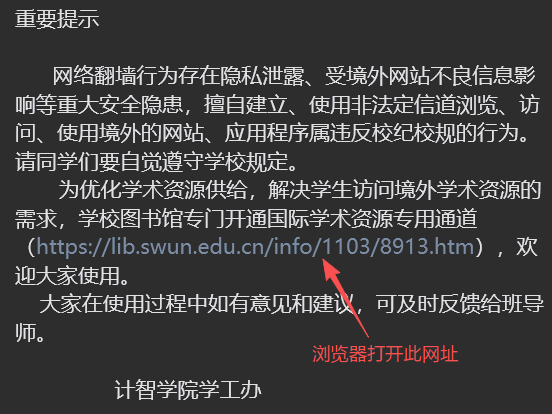 重要提示
网络翻墙行为存在隐私泄露、受境外网站不良信息影
响等重大安全隐患，擅自建立、使用非法定信道浏览、访
问、使用境外的网站、应用程序属违反校纪校规的行为。
请同学们要自觉遵守学校规定。
为优化学术资源供给，解决学生访问境外学术资源的
需求，学校图书馆专门开通国际学术资源专用通道
（https://lib.swun.edu.cn/info/1103/8913.htm），欢
迎大家使用。
大家在使用过程中如有意见和建议，可及时反馈给班导
师。
浏览器打开此网址
计智学院学工办